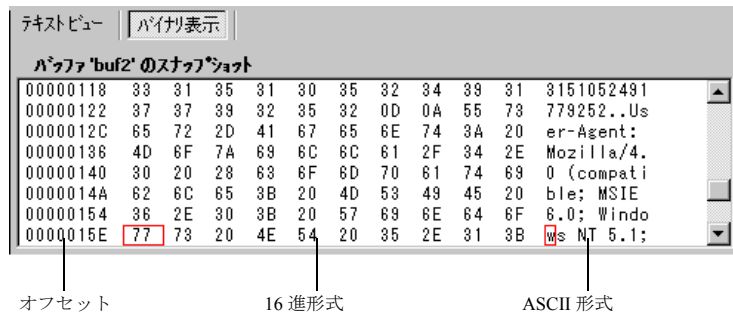 テキストビュー バイナリ表示
バッファ 'buf2' のスナップショット
00000118 33 31 35 31 30 35 32 34 39 31 3151052491
00000122 37 37 39 32 35 32 0D 0A 55 73 779252..Us
0000012C 65 72 2D 41 67 65 6E 74 3A 20 er-Agent:
00000136 4D 6F 7A 69 6C 6C 61 2F 34 2E Mozilla/4.
00000140 30 20 28 63 6F 6D 70 61 74 69 0 (compati
0000014A 62 6C 65 3B 20 4D 53 49 45 20 ble; MSIE
00000154 36 2E 30 3B 20 57 69 6E 64 6F 6.0; Windo
0000015E 77 73 20 4E 54 20 35 2E 31 3B ws NT 5.1;
オフセット 16 進形式 ASCII 形式